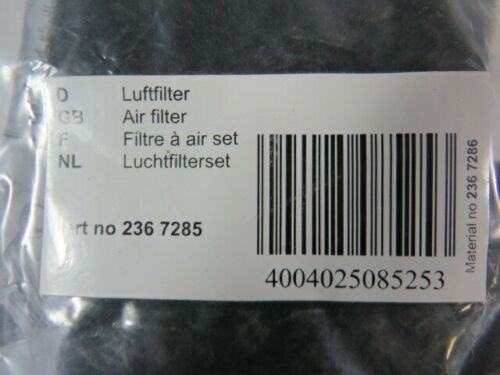 D Luftfilter
GB Air filter
F Filtre à air set
NL Luchtfilterset
art no 236 7285
4004025085253
Material no 236 7286